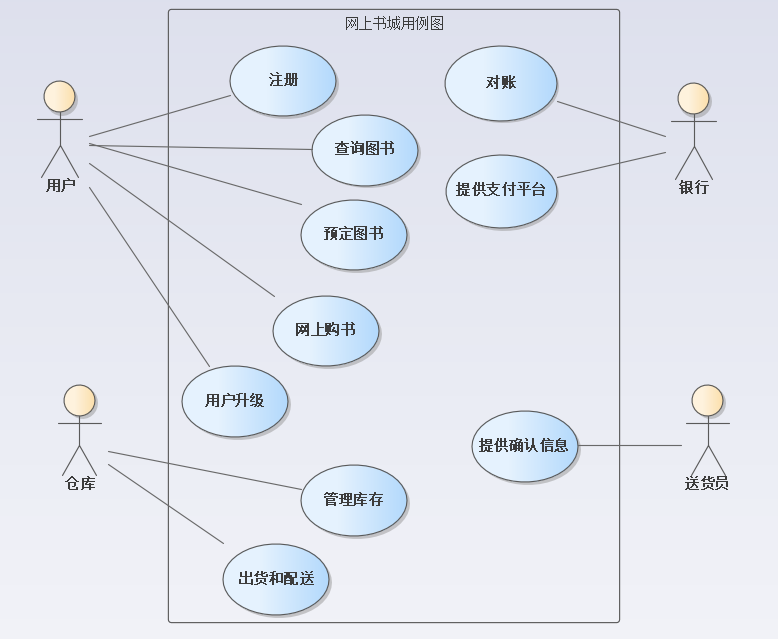 网上书城用例图
注册
对账
查询图书
用户
提供支付平台
银行
预定图书
网上购书
用户升级
提供确认信息
仓库
送货员
管理库存
出货和配送